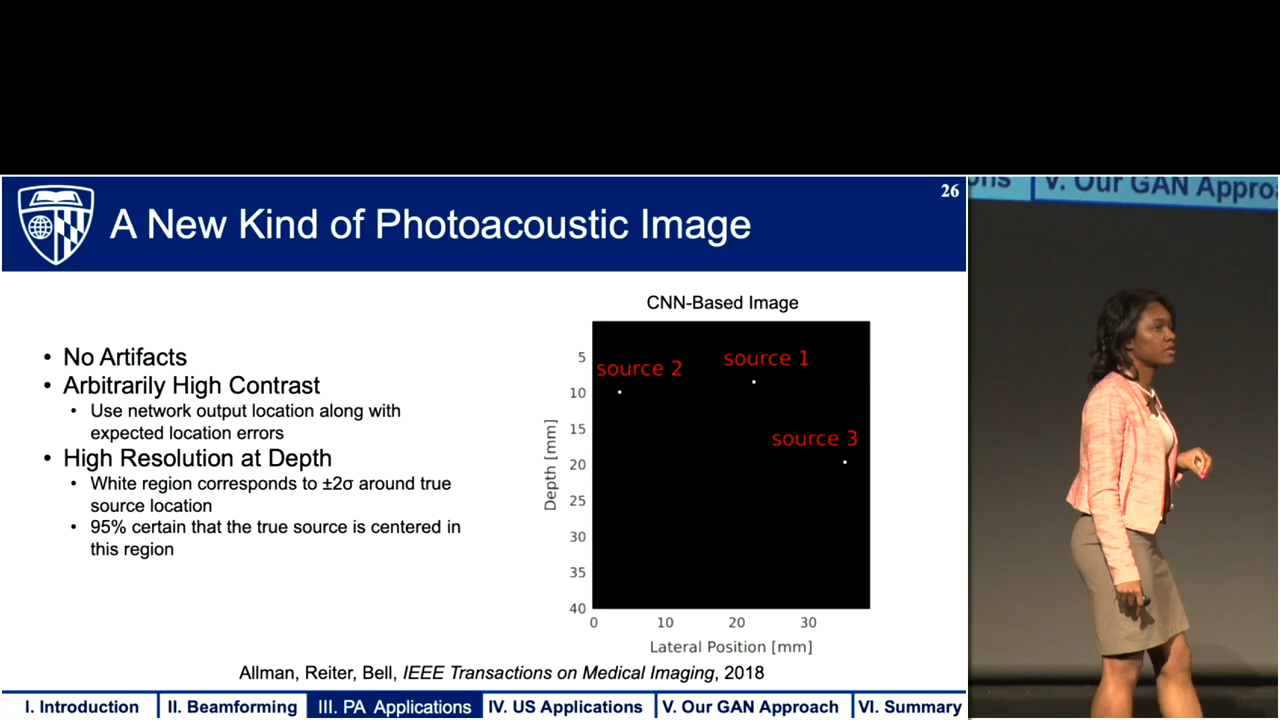 26
A New Kind of Photoacoustic Image
• No Artifacts
• Arbitrarily High Contrast
• Use network output location along with
expected location errors
• High Resolution at Depth
• White region corresponds to ±2σ around true
source location
• 95% certain that the true source is centered in
this region
CNN-Based Image
source 1
source 2
source 3
Depth [mm]
5
10
15
20
25
30
35
40
0 10 20 30
Lateral Position [mm]
Allman, Reiter, Bell, IEEE Transactions on Medical Imaging, 2018
I. Introduction II. Beamforming III. PA Applications IV. US Applications V. Our GAN Approach VI. Summary
V. Our GAN